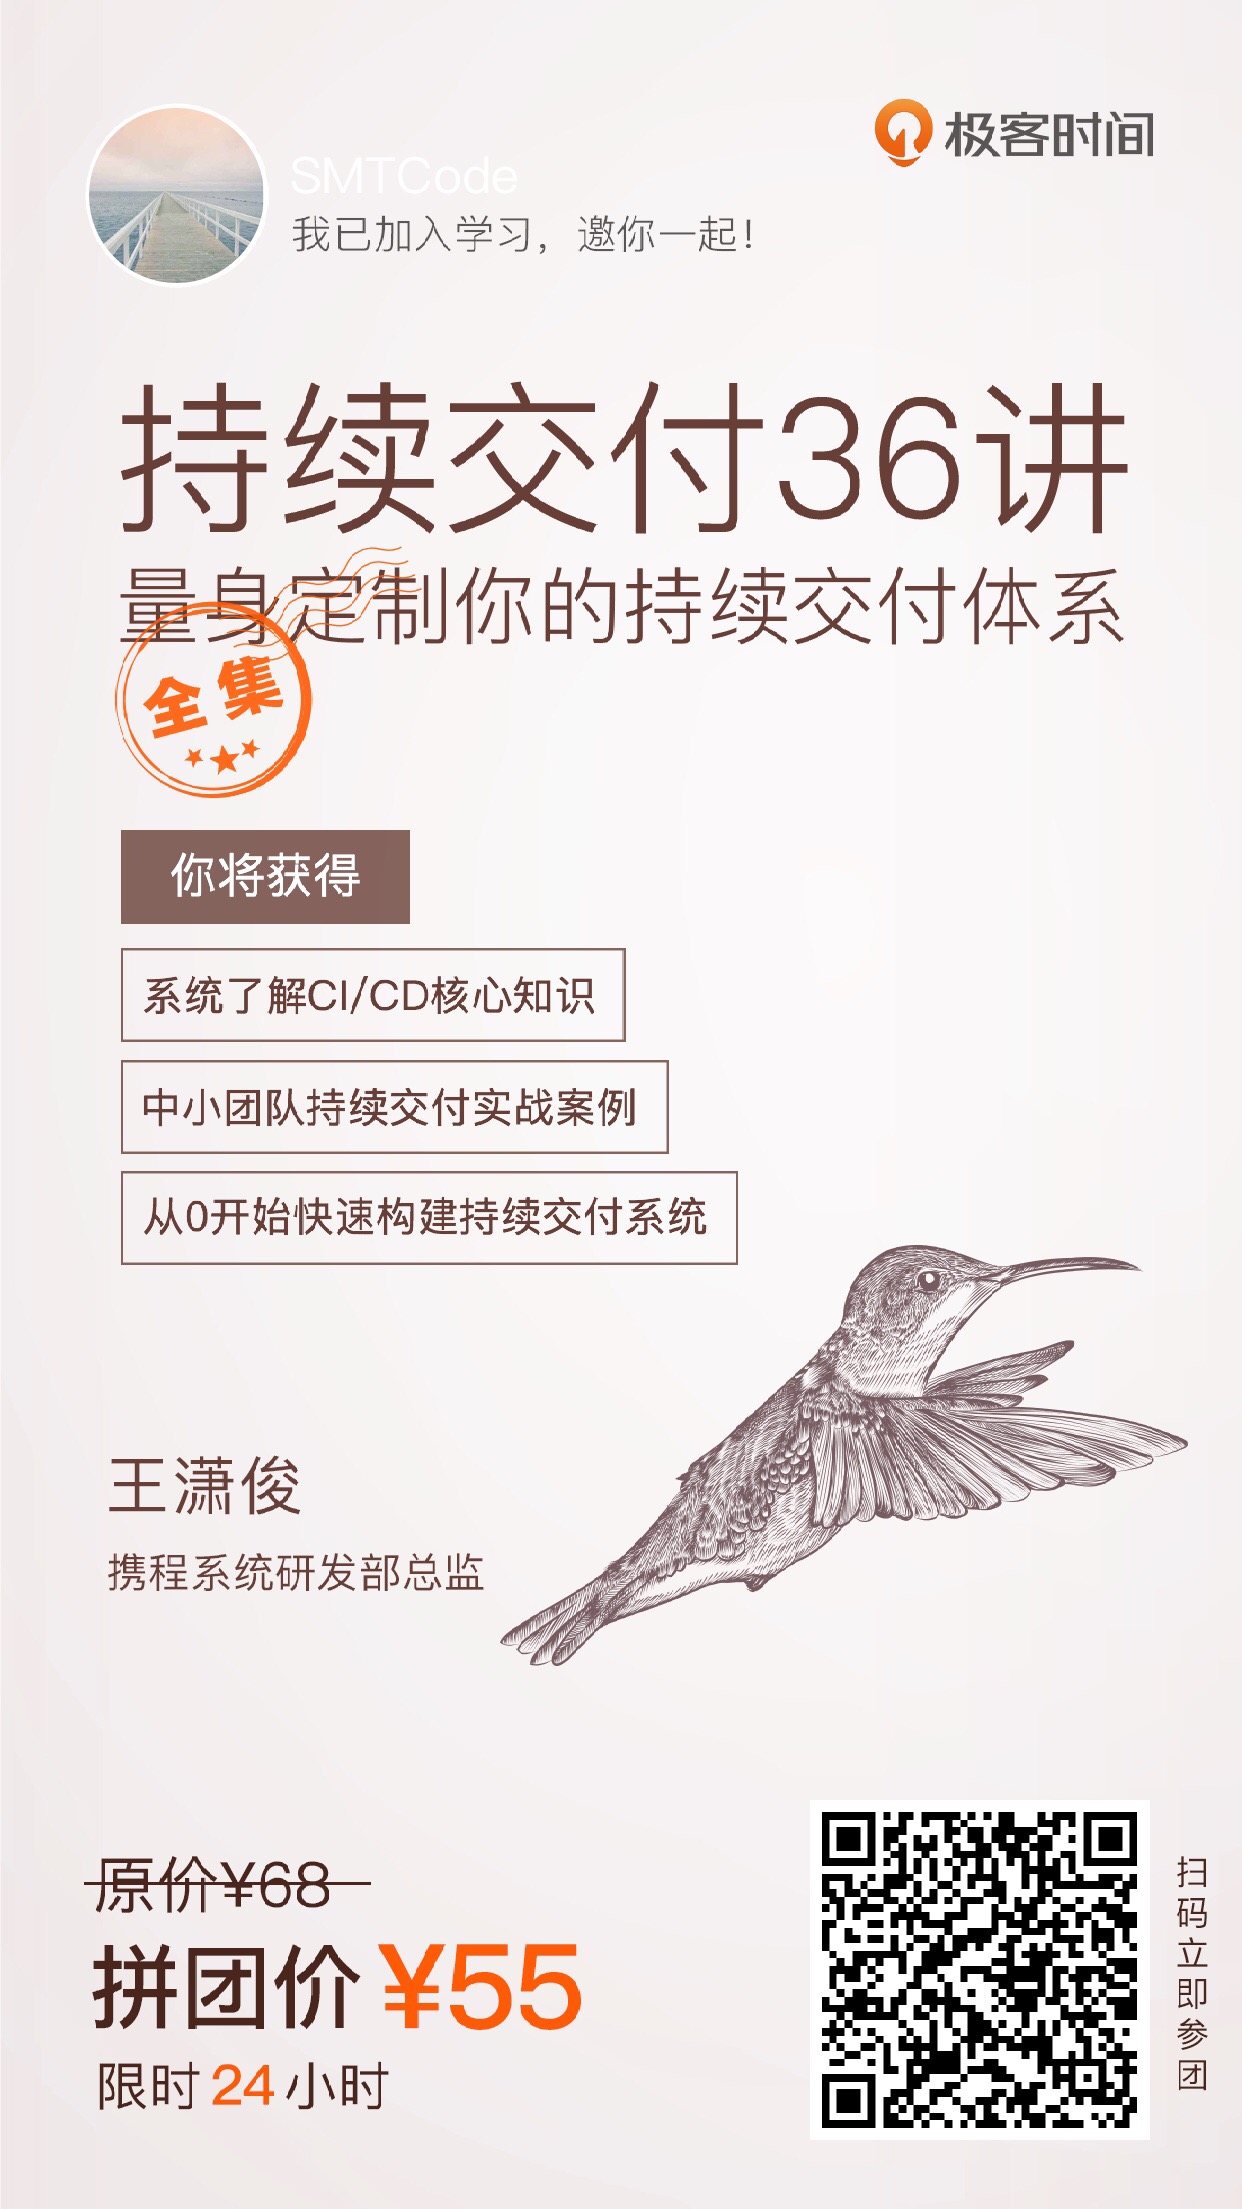 极客时间
SMTCode
我已加入学习，邀你一起！
持续交付36讲
量身定制你的持续交付体系
全集
你将获得
系统了解CI/CD核心知识
中小团队持续交付实战案例
从0开始快速构建持续交付系统
王潇俊
携程系统研发部总监
原价¥68
拼团价¥55
限时24小时
扫码立即参团